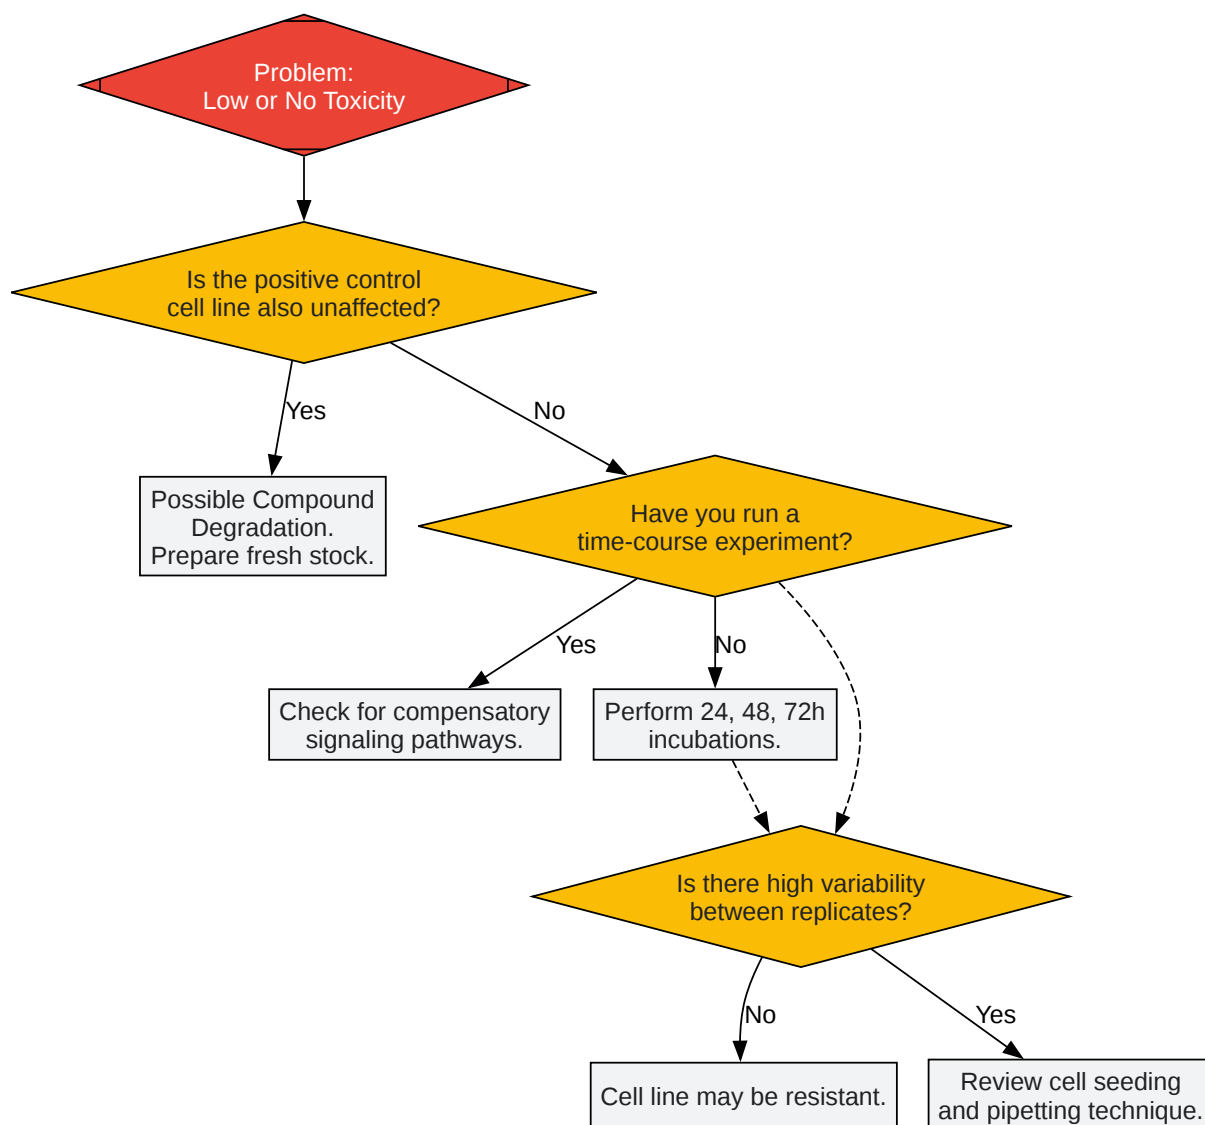 Problem:
Low or No Toxicity
Is the positive control
cell line also unaffected?
Yes
No
Possible Compound
Degradation.
Prepare fresh stock.
Have you run a
time-course experiment?
Yes
No
Check for compensatory
signaling pathways.
Perform 24, 48, 72h
incubations.
Is there high variability
between replicates?
No
Yes
Cell line may be resistant.
Review cell seeding
and pipetting technique.